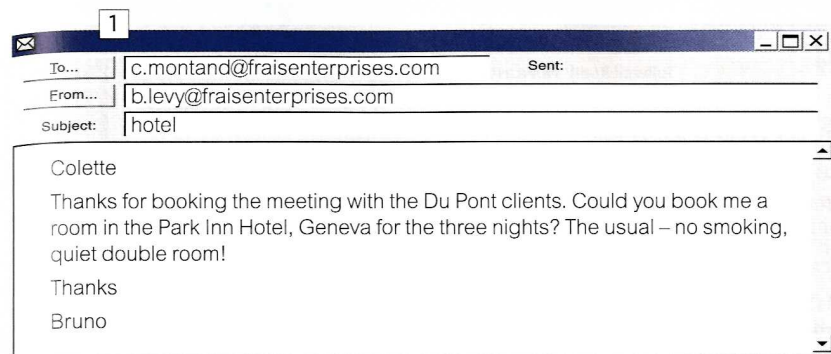 1
To... c.montand@fraisenterprises.com Sent:
From... b.levy@fraisenterprises.com
Subject: hotel
Colette
Thanks for booking the meeting with the Du Pont clients. Could you book me a
room in the Park Inn Hotel, Geneva for the three nights? The usual – no smoking,
quiet double room!
Thanks
Bruno